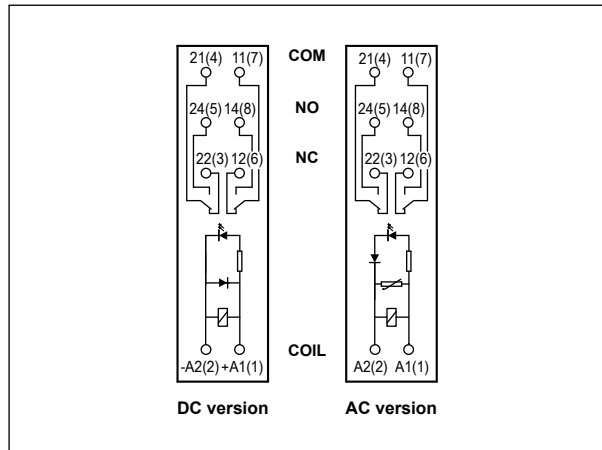 21(4) 11(7) COM 21(4) 11(7)
24(5) 14(8) NO 24(5) 14(8)
22(3) 12(6) NC 22(3) 12(6)
-A2(2) +A1(1) COIL A2(2) A1(1)
DC version AC version